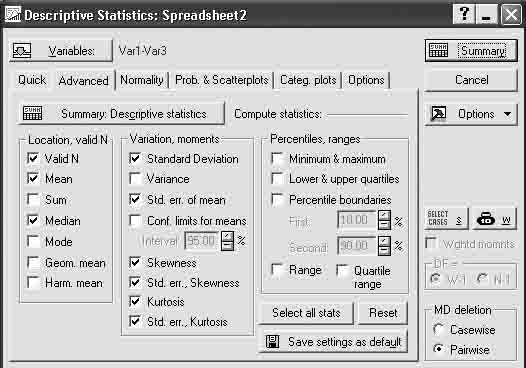 Descriptive Statistics: Spreadsheet2
Variables: Var1-Var3
Summary
Quick Advanced Normality Prob. & Scatterplots Categ. plots Options
Cancel
Summary: Descriptive statistics Compute statistics:
Options
Location, valid N
Valid N
Mean
Sum
Median
Mode
Geom. mean
Harm. mean
Variation, moments
Standard Deviation
Variance
Std. err. of mean
Conf. limits for means
Interval 95.00 %
Skewness
Std. err., Skewness
Kurtosis
Std. err., Kurtosis
Percentiles, ranges
Minimum & maximum
Lower & upper quartiles
Percentile boundaries
First: 10.00 %
Second: 90.00 %
Range Quartile
range
Select all stats Reset
Save settings as default
SELECT
CASES S W
Wghtd momnts
DF =
W-1 N-1
MD deletion
Casewise
Pairwise